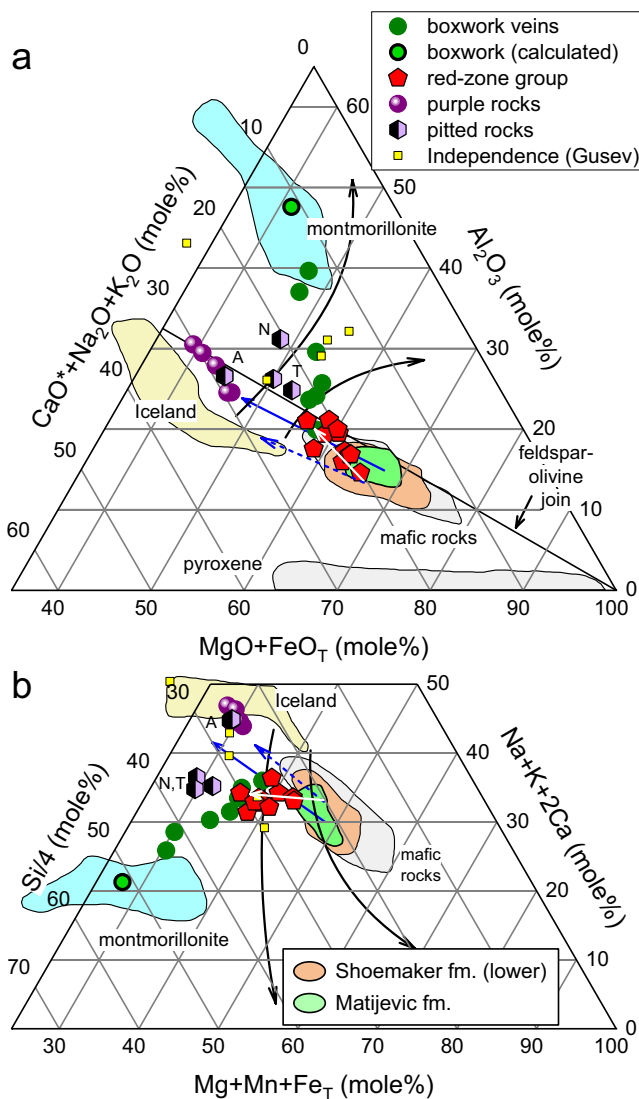 a
boxwork veins
boxwork (calculated)
red-zone group
purple rocks
pitted rocks
Independence (Gusev)
0
10
20
30
40
50
60
60
50
40
30
20
10
0
CaO*+Na2O+K2O (mole%)
Al2O3 (mole%)
montmorillonite
N
A
T
Iceland
feldspar-
olivine
join
mafic rocks
pyroxene
40
50
60
70
80
90
100
MgO+FeOT (mole%)
b
30
40
50
60
70
50
40
30
20
10
0
Si/4 (mole%)
Na+K+2Ca (mole%)
Iceland
A
N,T
mafic
rocks
montmorillonite
Shoemaker fm. (lower)
Matijevic fm.
30
40
50
60
70
80
90
100
Mg+Mn+FeT (mole%)